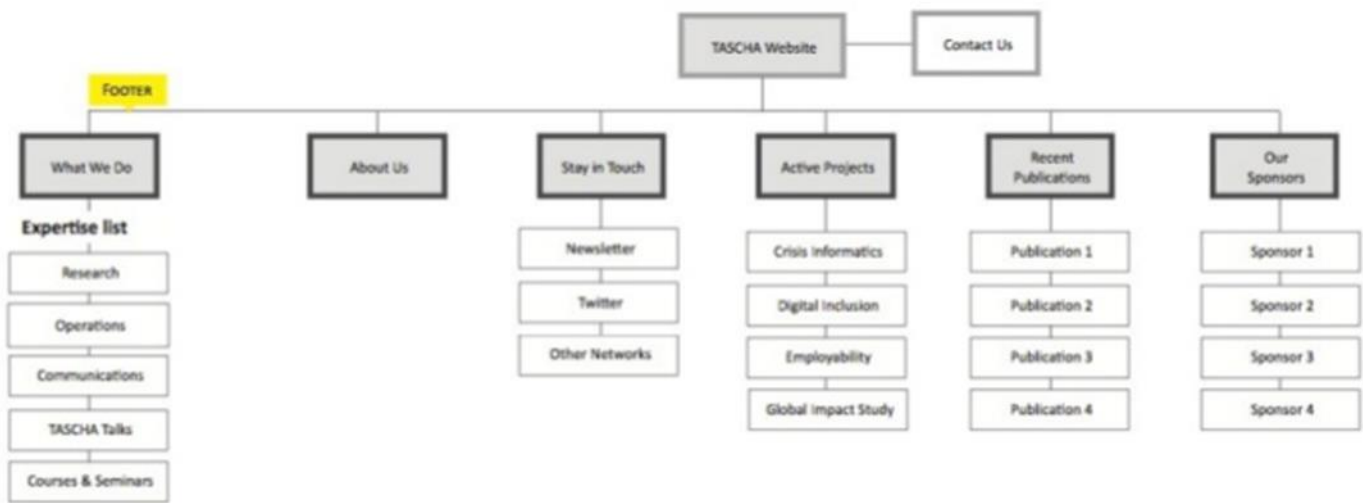 TASCHA Website
Contact Us
FOOTER
What We Do
About Us
Stay in Touch
Active Projects
Recent
Publications
Our
Sponsors
Expertise list
Research
Operations
Communications
TASCHA Talks
Courses & Seminars
Newsletter
Twitter
Other Networks
Crisis Informatics
Digital Inclusion
Employability
Global Impact Study
Publication 1
Publication 2
Publication 3
Publication 4
Sponsor 1
Sponsor 2
Sponsor 3
Sponsor 4